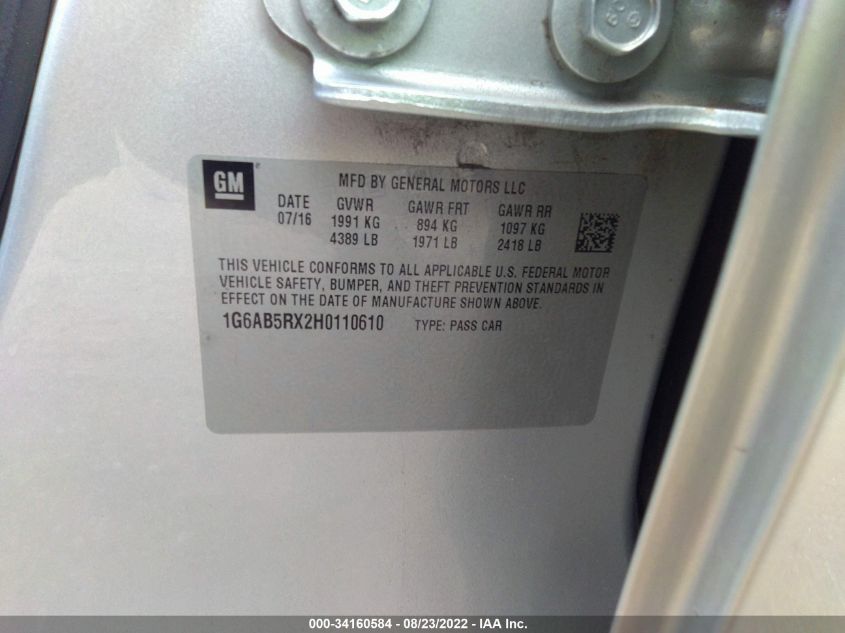 GM
MFD BY GENERAL MOTORS LLC
DATE GVWR GAWR FRT GAWR RR
07/16 1991 KG 894 KG 1097 KG
4389 LB 1971 LB 2418 LB
THIS VEHICLE CONFORMS TO ALL APPLICABLE U.S. FEDERAL MOTOR
VEHICLE SAFETY, BUMPER, AND THEFT PREVENTION STANDARDS IN
EFFECT ON THE DATE OF MANUFACTURE SHOWN ABOVE.
1G6AB5RX2H0110610 TYPE: PASS CAR
000-34160584 - 08/23/2022 - IAA Inc.